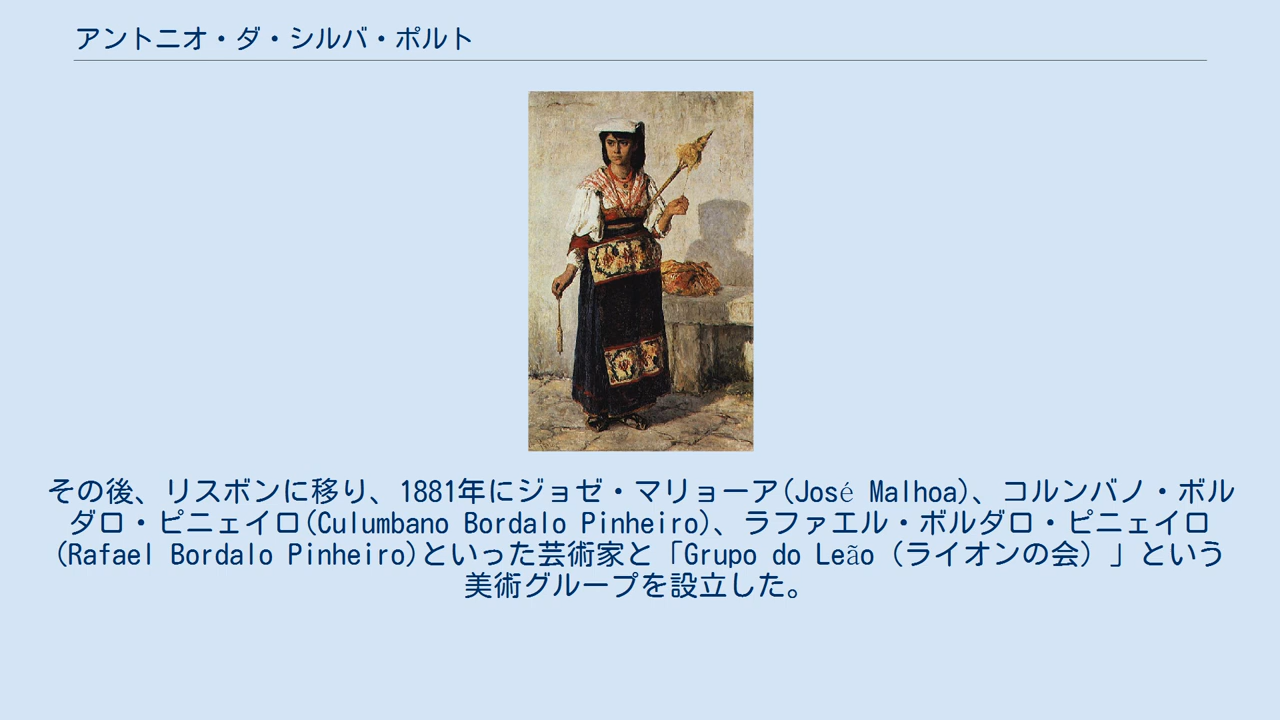 アントニオ・ダ・シルバ・ポルト
その後、リスボンに移り、1881年にジョゼ・マリョーア(José Malhoa)、コルンバノ・ボル
ダロ・ピニェイロ(Culumbano Bordalo Pinheiro)、ラファエル・ボルダロ・ピニェイロ
(Rafael Bordalo Pinheiro)といった芸術家と「Grupo do Leão（ライオンの会）」という
美術グループを設立した。